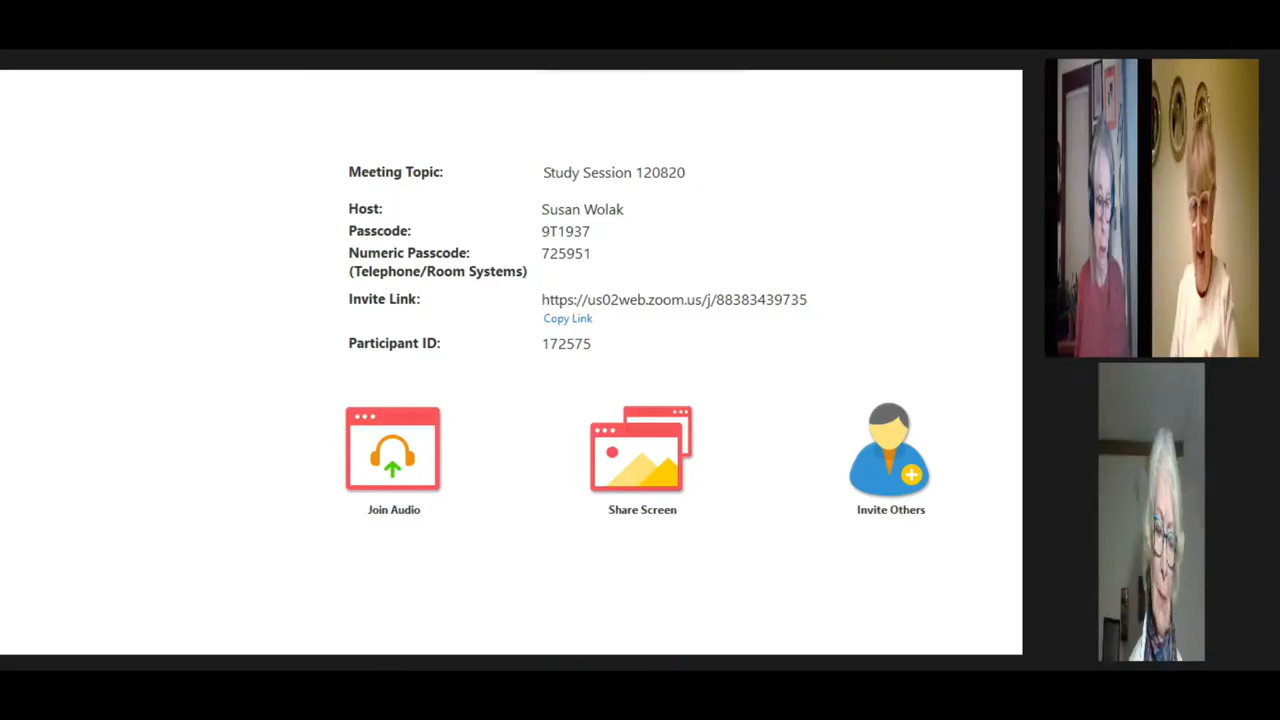 Meeting Topic: Study Session 120820
Host: Susan Wolak
Passcode: 9T1937
Numeric Passcode: 725951
(Telephone/Room Systems)
Invite Link: https://us02web.zoom.us/j/88383439735
Copy Link
Participant ID: 172575
Join Audio Share Screen Invite Others